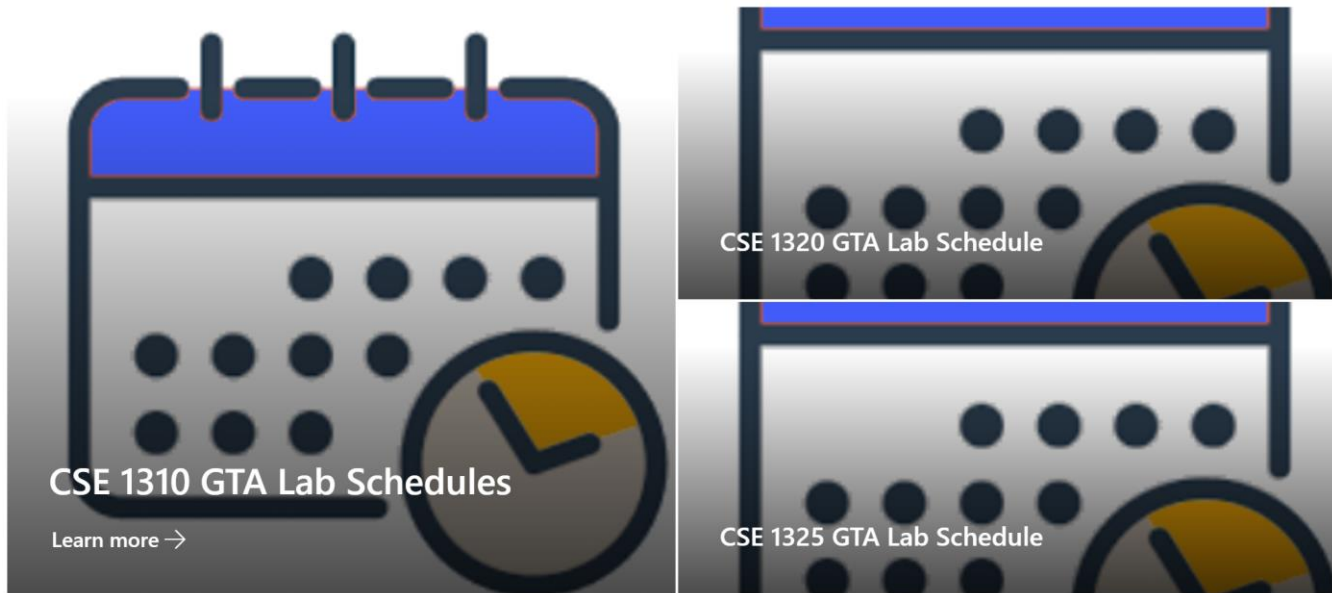 CSE 1310 GTA Lab Schedules
Learn more →
CSE 1320 GTA Lab Schedule
CSE 1325 GTA Lab Schedule